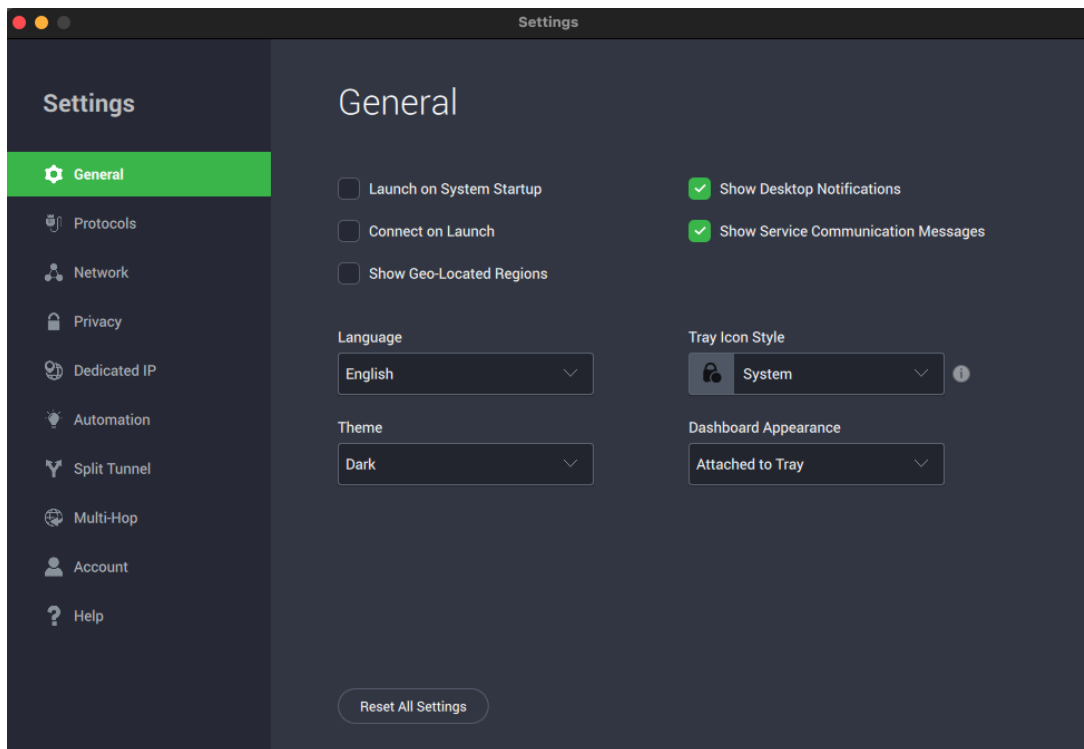 Settings
Settings
General
Protocols
Network
Privacy
Dedicated IP
Automation
Split Tunnel
Multi-Hop
Account
Help
General
Launch on System Startup
Show Desktop Notifications
Connect on Launch
Show Service Communication Messages
Show Geo-Located Regions
Language
Tray Icon Style
English
System
Theme
Dashboard Appearance
Dark
Attached to Tray
Reset All Settings